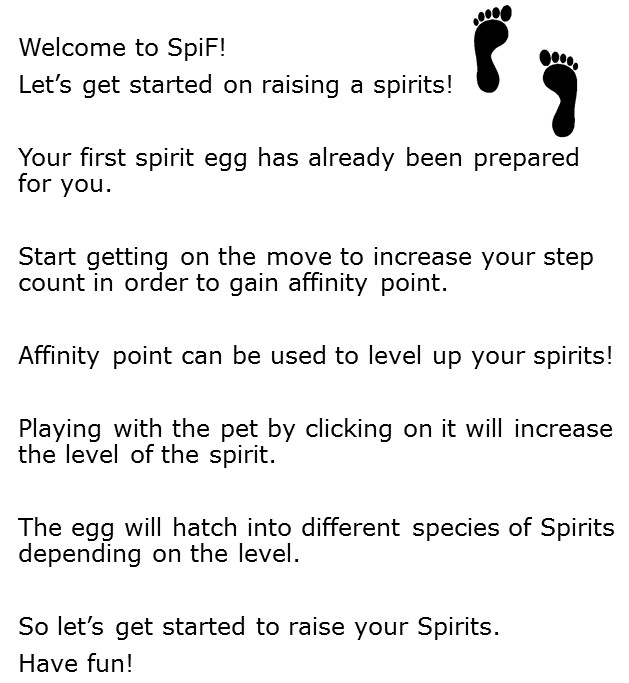 Welcome to SpiF!
Let’s get started on raising a spirits!
Your first spirit egg has already been prepared
for you.
Start getting on the move to increase your step
count in order to gain affinity point.
Affinity point can be used to level up your spirits!
Playing with the pet by clicking on it will increase
the level of the spirit.
The egg will hatch into different species of Spirits
depending on the level.
So let’s get started to raise your Spirits.
Have fun!